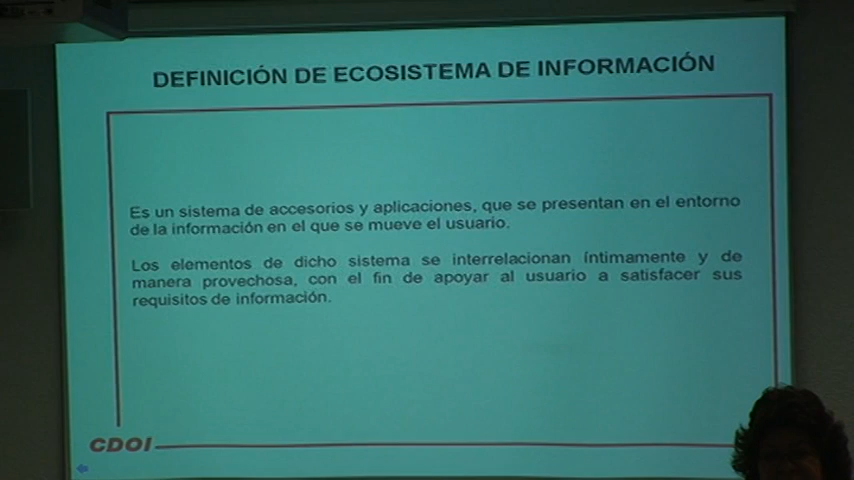 DEFINICIÓN DE ECOSISTEMA DE INFORMACIÓN
Es un sistema de accesorios y aplicaciones, que se presentan en el entorno
de la información en el que se mueve el usuario.
Los elementos de dicho sistema se interrelacionan íntimamente y de
manera provechosa, con el fin de apoyar al usuario a satisfacer sus
requisitos de información.
CDOI